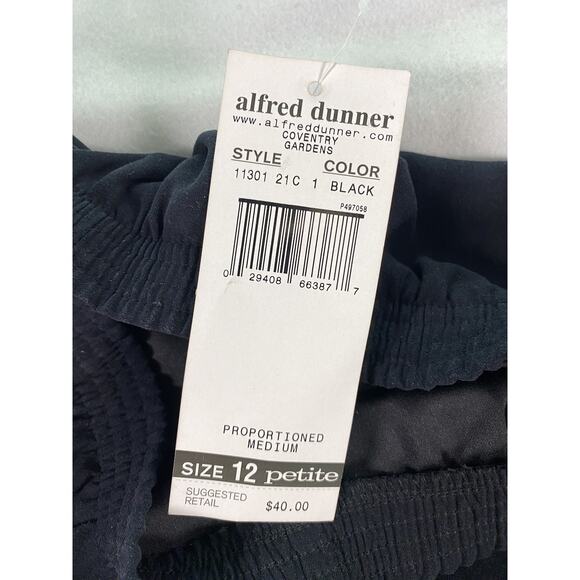 alfred dunner
www.alfreddunner.com
COVENTRY
GARDENS
STYLE COLOR
11301 21C 1 BLACK
P497058
0 29408 66387 7
PROPORTIONED
MEDIUM
SIZE 12 petite
SUGGESTED
RETAIL $40.00